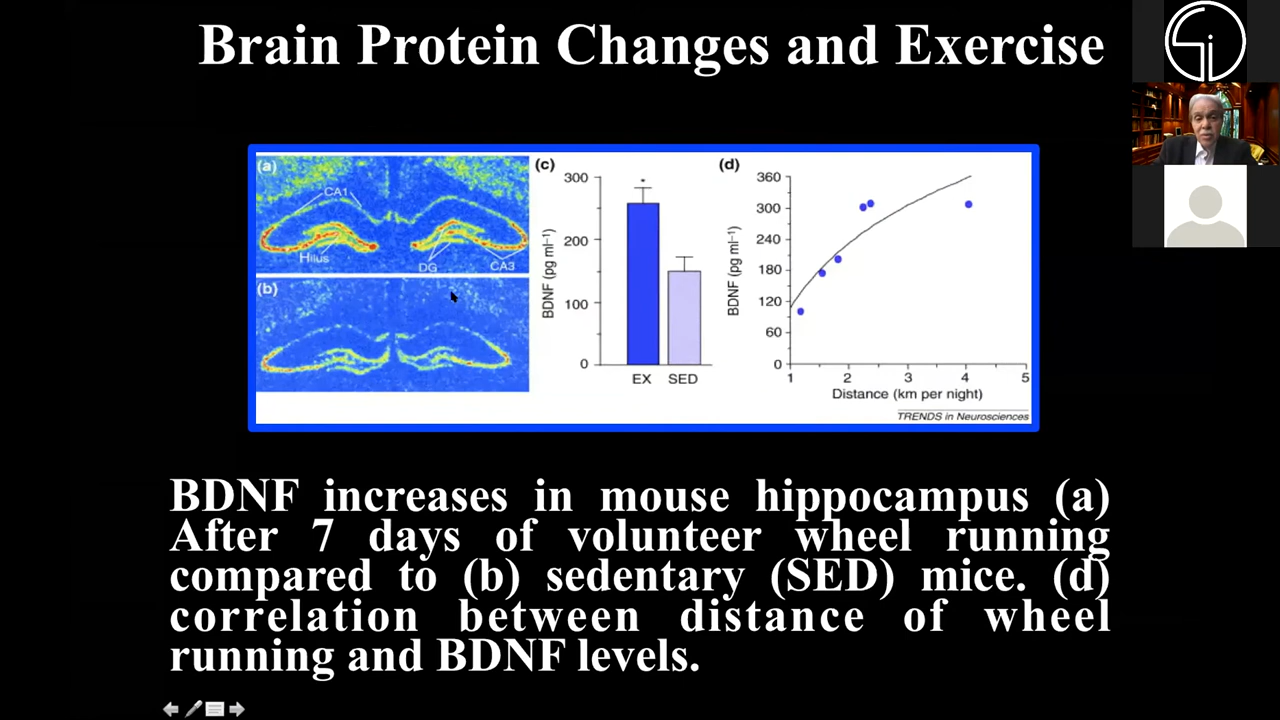 Brain Protein Changes and Exercise
(a)
CA1
Hilus
DG
CA3
(b)
(c)
300
200
100
0
BDNF (pg ml⁻¹)
*
EX SED
(d)
360
300
240
180
120
60
0
BDNF (pg ml⁻¹)
1 2 3 4 5
Distance (km per night)
TRENDS in Neurosciences
BDNF increases in mouse hippocampus (a)
After 7 days of volunteer wheel running
compared to (b) sedentary (SED) mice. (d)
correlation between distance of wheel
running and BDNF levels.